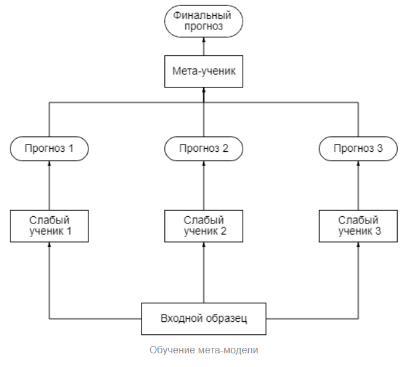 Финальный
прогноз
Мета-ученик
Прогноз 1
Прогноз 2
Прогноз 3
Слабый
ученик 1
Слабый
ученик 2
Слабый
ученик 3
Входной образец
Обучение мета-модели